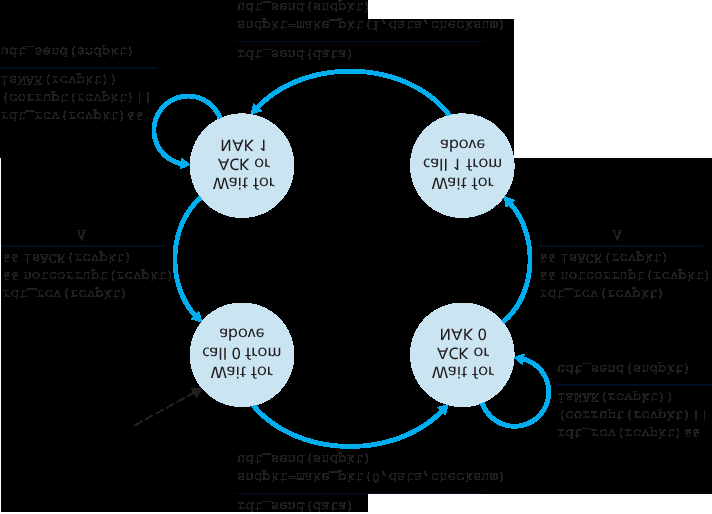 rdt_send(data)
sndpkt=make_pkt(0,data,checksum)
udt_send(sndpkt)
Wait for
call 0 from
above
Wait for
ACK or
NAK 0
rdt_rcv(rcvpkt)&&
(corrupt(rcvpkt)||
isNAK(rcvpkt))
udt_send(sndpkt)
rdt_rcv(rcvpkt)
&& notcorrupt(rcvpkt)
&& isACK(rcvpkt)
Λ
rdt_rcv(rcvpkt)
&& notcorrupt(rcvpkt)
&& isACK(rcvpkt)
Λ
Wait for
ACK or
NAK 1
Wait for
call 1 from
above
rdt_rcv(rcvpkt)&&
(corrupt(rcvpkt)||
isNAK(rcvpkt))
udt_send(sndpkt)
rdt_send(data)
sndpkt=make_pkt(1,data,checksum)
udt_send(sndpkt)